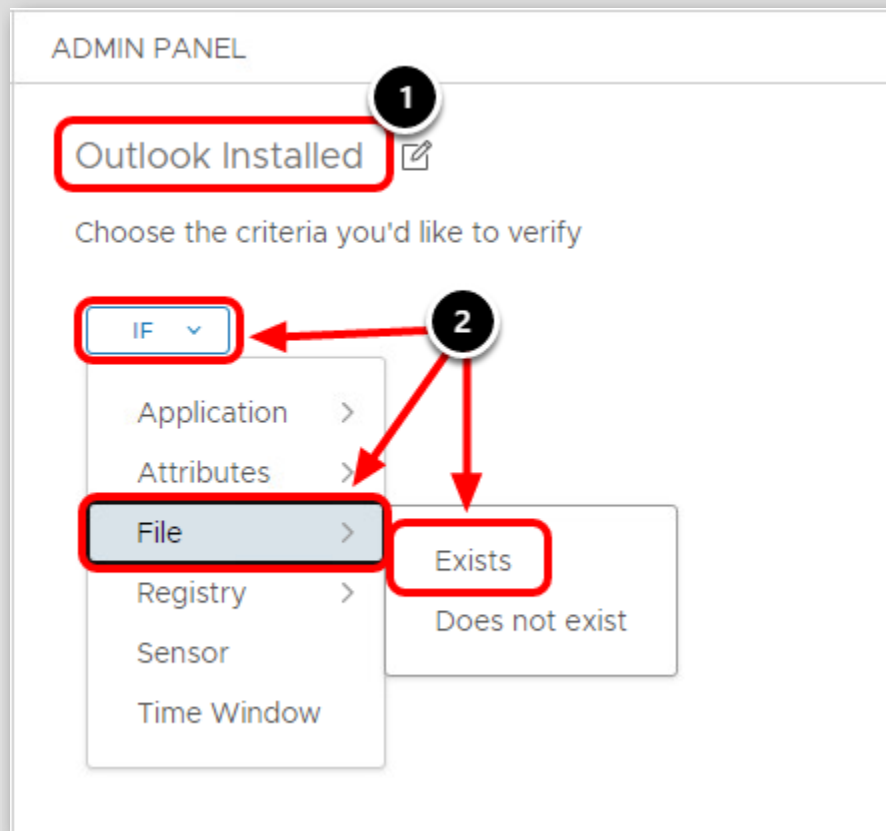 ADMIN PANEL
1
Outlook Installed
Choose the criteria you'd like to verify
IF
2
Application
Attributes
File
Exists
Registry
Does not exist
Sensor
Time Window